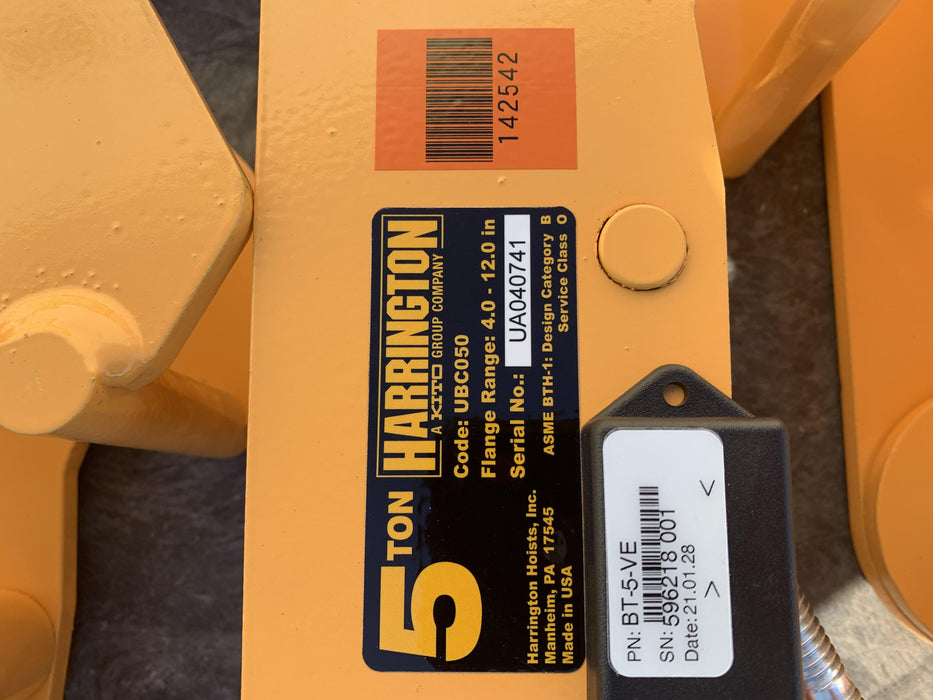 142542
5 TON
HARRINGTON
A KITO GROUP COMPANY
Code: UBC050
Flange Range: 4.0 - 12.0 in
Serial No.: UA040741
ASME BTH-1: Design Category B
Service Class O
Harrington Hoists, Inc.
Manheim, PA 17545
Made in USA
PN: BT-5-VE
SN: 596218 001
Date: 21.01.28